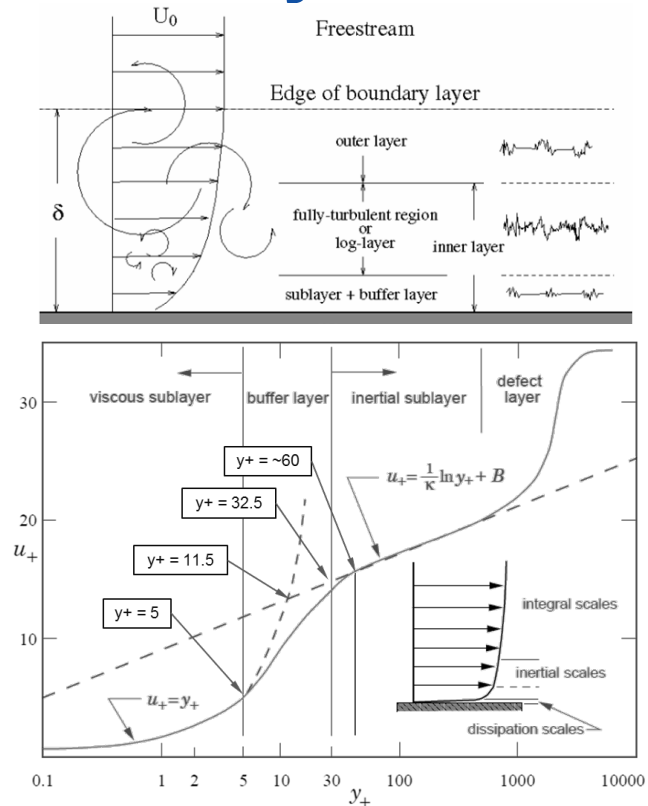 U0
Freestream
Edge of boundary layer
outer layer
δ
fully-turbulent region
or
log-layer
inner layer
sublayer + buffer layer
30
20
10
u+
viscous sublayer
buffer layer
inertial sublayer
defect
layer
y+ = ~60
u+=1/κ ln y+ + B
y+ = 32.5
y+ = 11.5
y+ = 5
u+=y+
integral scales
inertial scales
dissipation scales
0.1 1 2 5 10 30 100 1000 10000
y+